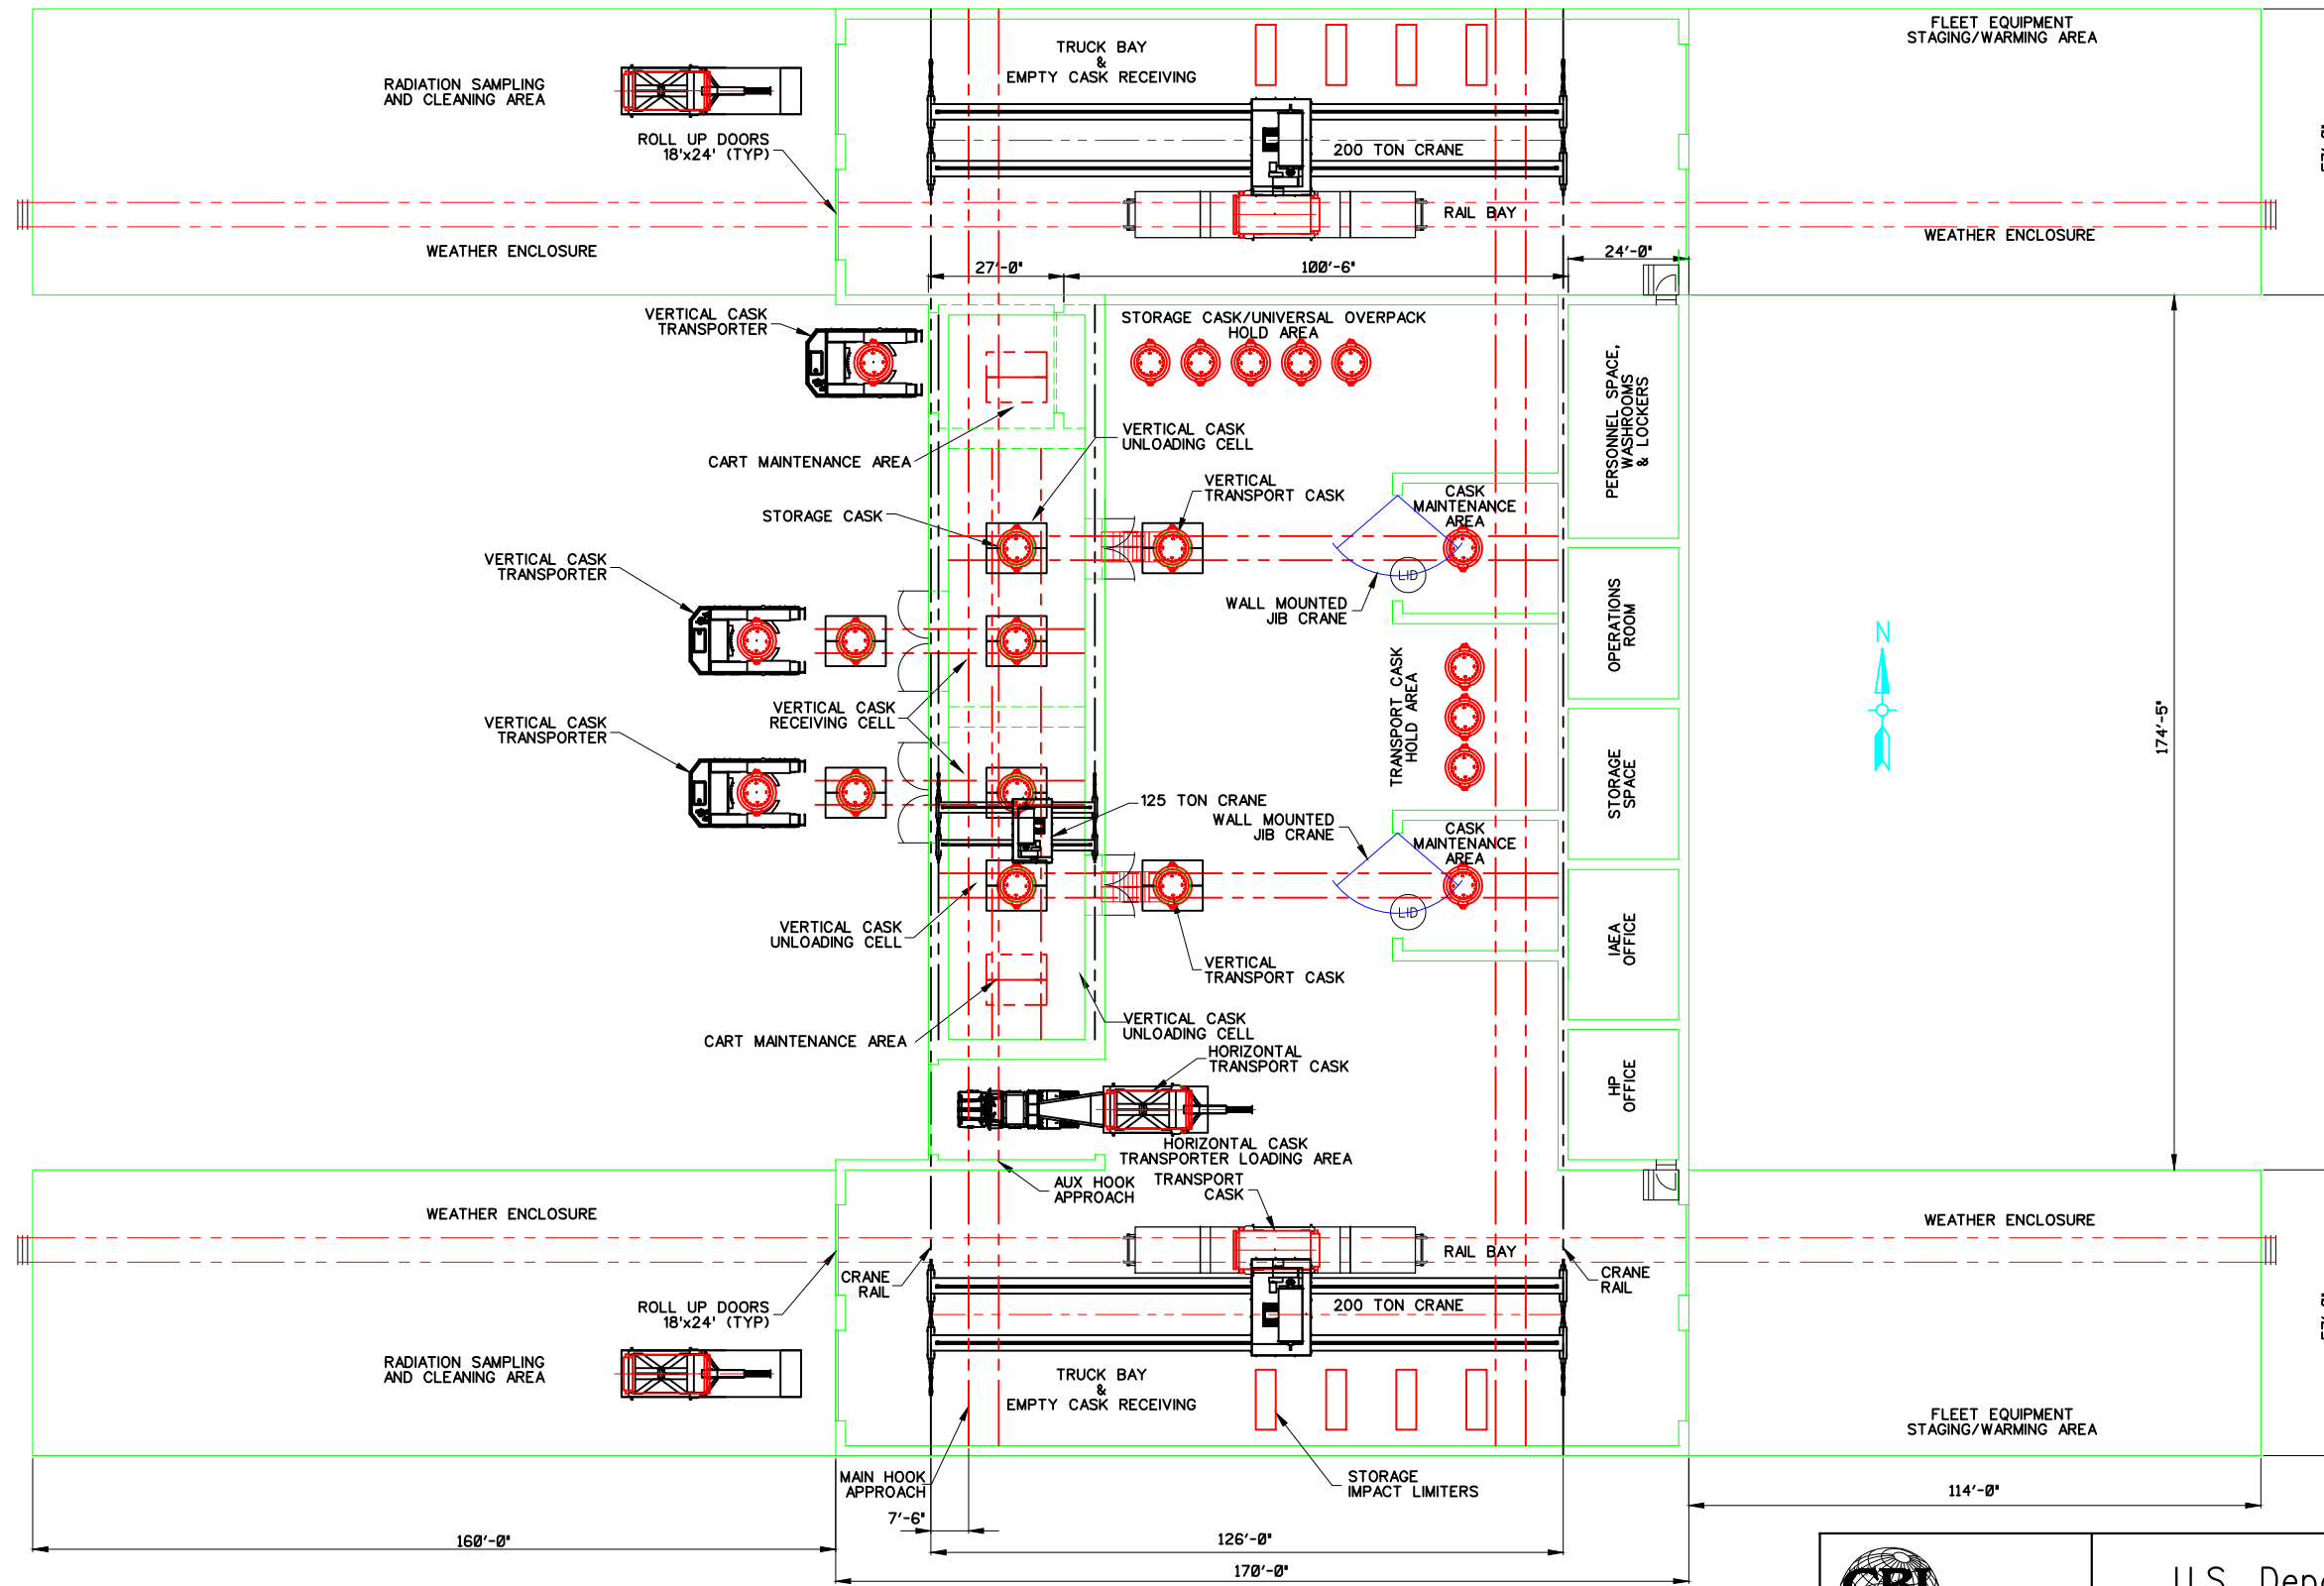 FLEET EQUIPMENT
STAGING/WARMING AREA
TRUCK BAY
&
EMPTY CASK RECEIVING
RADIATION SAMPLING
AND CLEANING AREA
ROLL UP DOORS
18'x24' (TYP)
200 TON CRANE
RAIL BAY
WEATHER ENCLOSURE
WEATHER ENCLOSURE
27'-0"
100'-6"
24'-0"
VERTICAL CASK
TRANSPORTER
STORAGE CASK/UNIVERSAL OVERPACK
HOLD AREA
PERSONNEL SPACE,
WASHROOMS
& LOCKERS
VERTICAL CASK
UNLOADING CELL
CART MAINTENANCE AREA
VERTICAL
TRANSPORT CASK
CASK
MAINTENANCE
AREA
STORAGE CASK
VERTICAL CASK
TRANSPORTER
LID
WALL MOUNTED
JIB CRANE
OPERATIONS
ROOM
N
TRANSPORT CASK
HOLD AREA
VERTICAL CASK
RECEIVING CELL
VERTICAL CASK
TRANSPORTER
174'-5"
STORAGE
SPACE
125 TON CRANE
WALL MOUNTED
JIB CRANE
CASK
MAINTENANCE
AREA
LID
VERTICAL CASK
UNLOADING CELL
IAEA
OFFICE
VERTICAL
TRANSPORT CASK
VERTICAL CASK
UNLOADING CELL
CART MAINTENANCE AREA
HORIZONTAL
TRANSPORT CASK
HP
OFFICE
HORIZONTAL CASK
TRANSPORTER LOADING AREA
AUX HOOK
APPROACH
TRANSPORT
CASK
WEATHER ENCLOSURE
WEATHER ENCLOSURE
RAIL BAY
CRANE
RAIL
CRANE
RAIL
ROLL UP DOORS
18'x24' (TYP)
200 TON CRANE
RADIATION SAMPLING
AND CLEANING AREA
TRUCK BAY
&
EMPTY CASK RECEIVING
FLEET EQUIPMENT
STAGING/WARMING AREA
MAIN HOOK
APPROACH
STORAGE
IMPACT LIMITERS
114'-0"
7'-6"
160'-0"
126'-0"
170'-0"
CBI
U.S.